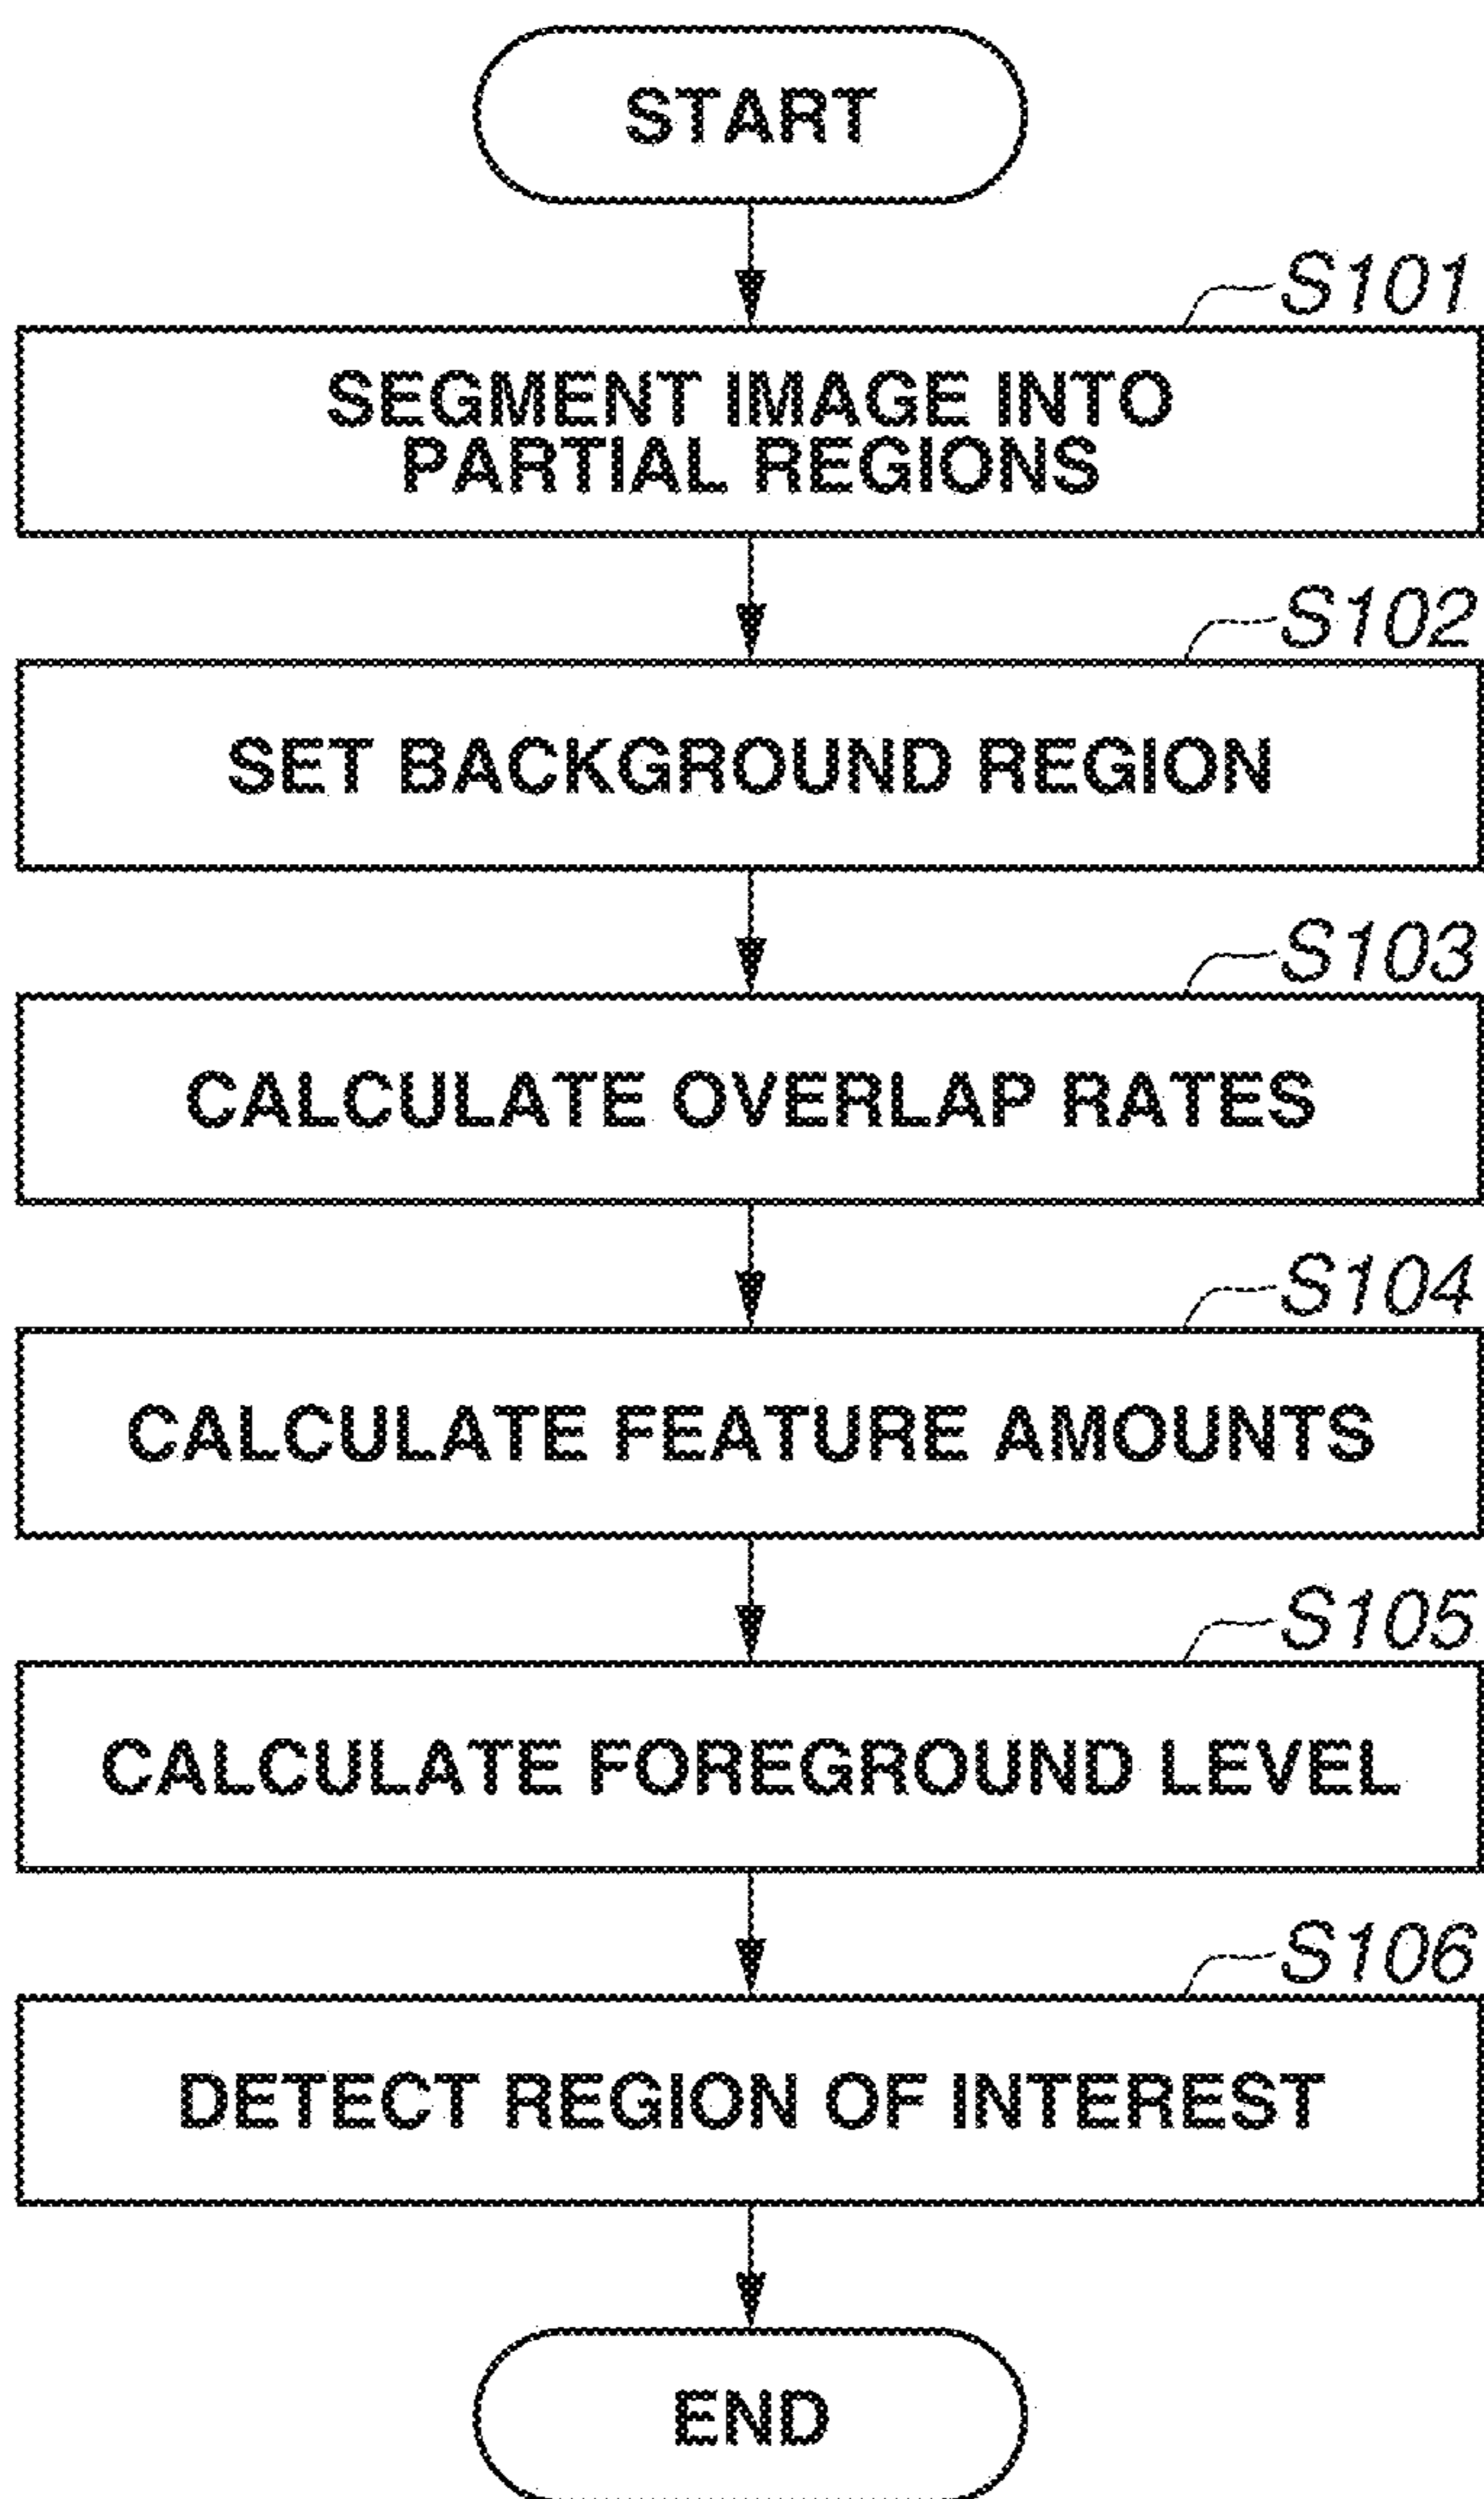 START
S101
SEGMENT IMAGE INTO
PARTIAL REGIONS
S102
SET BACKGROUND REGION
S103
CALCULATE OVERLAP RATES
S104
CALCULATE FEATURE AMOUNTS
S105
CALCULATE FOREGROUND LEVEL
S106
DETECT REGION OF INTEREST
END